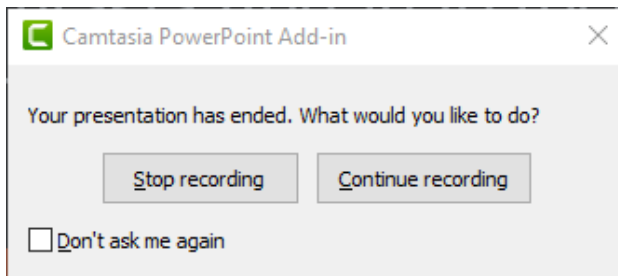 Camtasia PowerPoint Add-in
Your presentation has ended. What would you like to do?
Stop recording
Continue recording
Don't ask me again